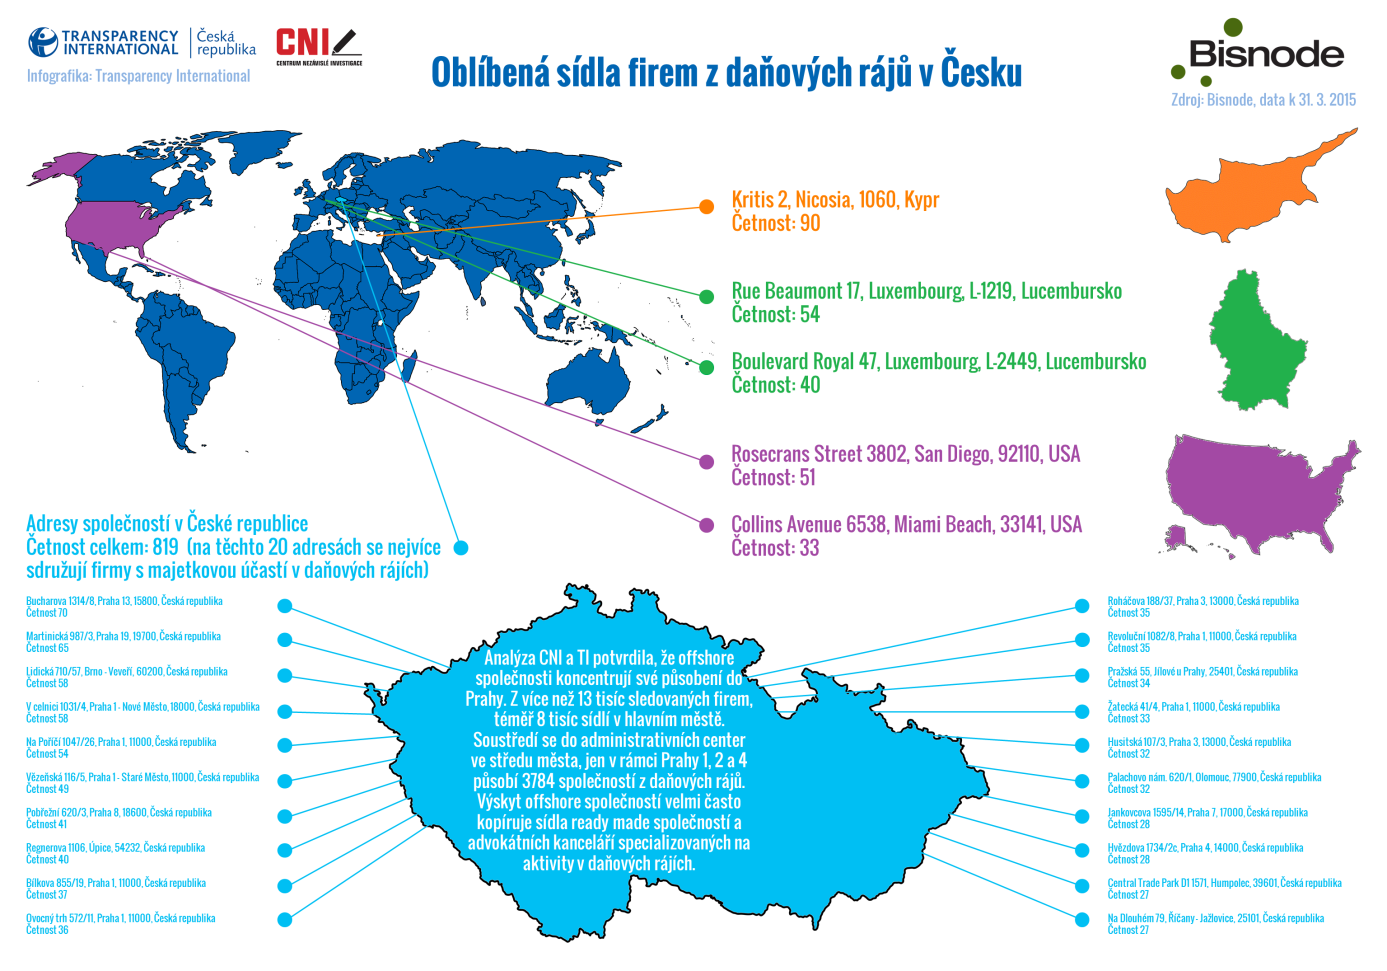 TRANSPARENCY
INTERNATIONAL
Česká
republika
CNI
CENTRUM NEZÁVISLÉ INVESTIGACE
Infografika: Transparency International
Oblíbená sídla firem z daňových rájů v Česku
Bisnode
Zdroj: Bisnode, data k 31. 3. 2015
Kritis 2, Nicosia, 1060, Kypr
Četnost: 90
Rue Beaumont 17, Luxembourg, L-1219, Lucembursko
Četnost: 54
Boulevard Royal 47, Luxembourg, L-2449, Lucembursko
Četnost: 40
Rosecrans Street 3802, San Diego, 92110, USA
Četnost: 51
Collins Avenue 6538, Miami Beach, 33141, USA
Četnost: 33
Adresy společností v České republice
Četnost celkem: 819 (na těchto 20 adresách se nejvíce
sdružují firmy s majetkovou účastí v daňových rájích)
Bucharova 1314/8, Praha 13, 15800, Česká republika
Četnost 70
Martinická 987/3, Praha 19, 19700, Česká republika
Četnost 65
Lidická 710/57, Brno - Veveří, 60200, Česká republika
Četnost 58
V celnici 1031/4, Praha 1 - Nové Město, 18000, Česká republika
Četnost 58
Na Poříčí 1047/26, Praha 1, 11000, Česká republika
Četnost 54
Vězeňská 116/5, Praha 1 - Staré Město, 11000, Česká republika
Četnost 49
Pobřežní 620/3, Praha 8, 18600, Česká republika
Četnost 41
Regnerova 1106, Úpice, 54232, Česká republika
Četnost 40
Bílkova 855/19, Praha 1, 11000, Česká republika
Četnost 37
Ovocný trh 572/11, Praha 1, 11000, Česká republika
Četnost 36
Analýza CNI a TI potvrdila, že offshore
společnosti koncentrují své působení do
Prahy. Z více než 13 tisíc sledovaných firem,
téměř 8 tisíc sídlí v hlavním městě.
Soustředí se do administrativních center
ve středu města, jen v rámci Prahy 1, 2 a 4
působí 3784 společností z daňových rájů.
Výskyt offshore společností velmi často
kopíruje sídla ready made společností a
advokátních kanceláří specializovaných na
aktivity v daňových rájích.
Roháčova 188/37, Praha 3, 13000, Česká republika
Četnost 35
Revoluční 1082/8, Praha 1, 11000, Česká republika
Četnost 35
Pražská 55, Jílové u Prahy, 25401, Česká republika
Četnost 34
Žatecká 41/4, Praha 1, 11000, Česká republika
Četnost 33
Husitská 107/3, Praha 3, 13000, Česká republika
Četnost 32
Palachovo nám. 620/1, Olomouc, 77900, Česká republika
Četnost 32
Jankovcova 1595/14, Praha 7, 17000, Česká republika
Četnost 28
Hvězdova 1734/2c, Praha 4, 14000, Česká republika
Četnost 28
Central Trade Park D1 1571, Humpolec, 39601, Česká republika
Četnost 27
Na Dlouhém 79, Říčany - Jažlovice, 25101, Česká republika
Četnost 27